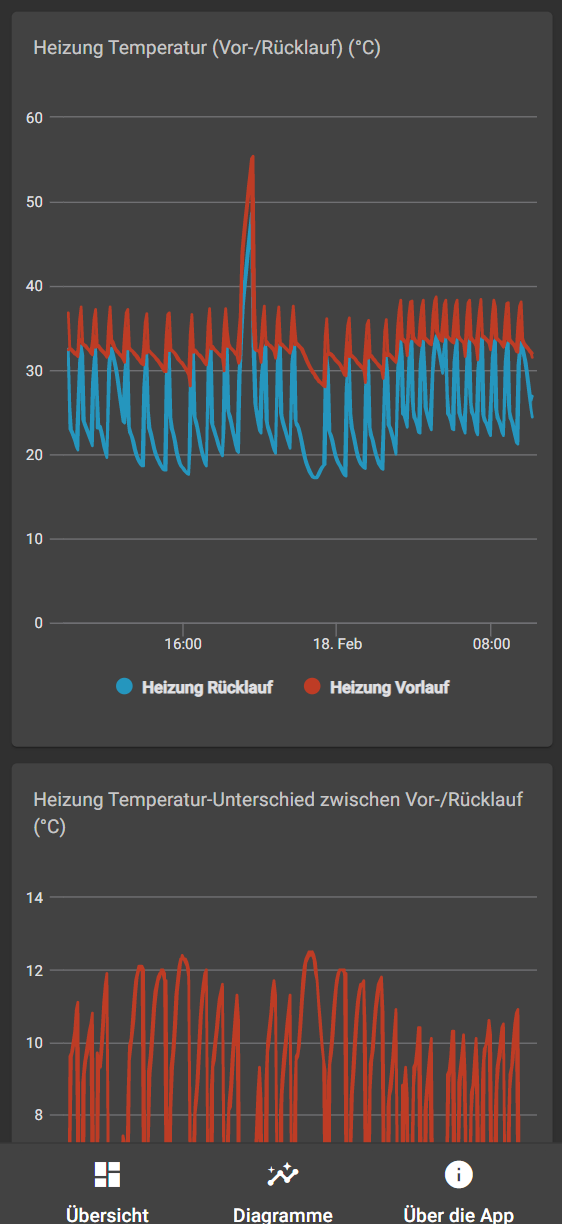 Heizung Temperatur (Vor-/Rücklauf) (°C)
60
50
40
30
20
10
0
16:00
18. Feb
08:00
Heizung Rücklauf
Heizung Vorlauf
Heizung Temperatur-Unterschied zwischen Vor-/Rücklauf
(°C)
14
12
10
8
Übersicht
Diagramme
Über die App